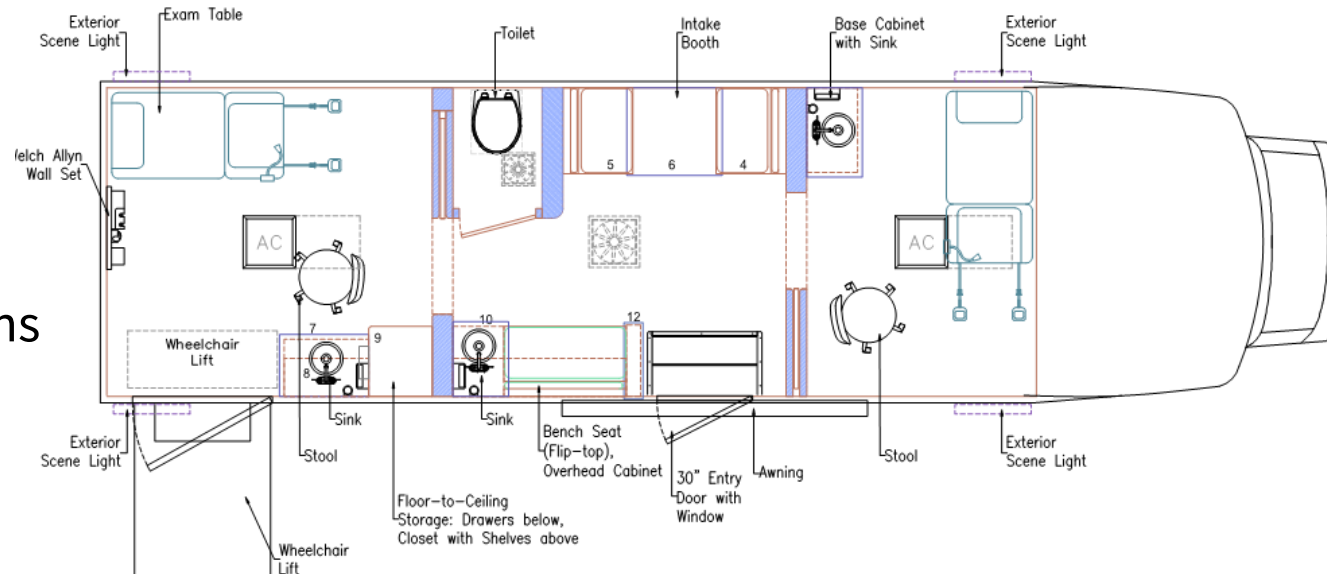 Exam Table
Exterior
Scene Light
Toilet
Intake
Booth
Base Cabinet
with Sink
Exterior
Scene Light
elch Allyn
Wall Set
5
6
4
AC
AC
ns
Wheelchair
Lift
7
8
9
10
12
Exterior
Scene Light
Sink
Stool
Sink
Bench Seat
(Flip-top),
Overhead Cabinet
30" Entry
Door with
Window
Awning
Stool
Exterior
Scene Light
Floor-to-Ceiling
Storage: Drawers below,
Closet with Shelves above
Wheelchair
Lift